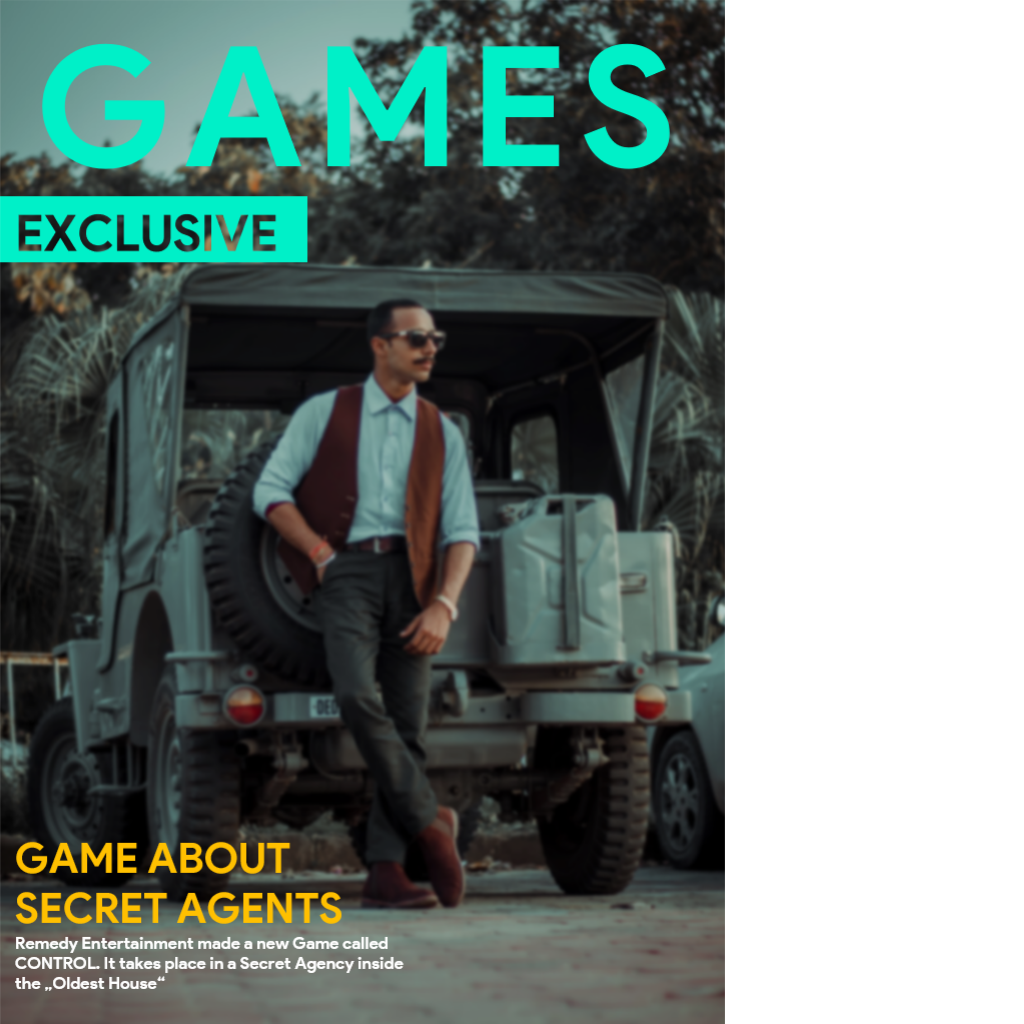 GAMES
EXCLUSIVE
GAME ABOUT
SECRET AGENTS
Remedy Entertainment made a new Game called
CONTROL. It takes place in a Secret Agency inside
the „Oldest House“